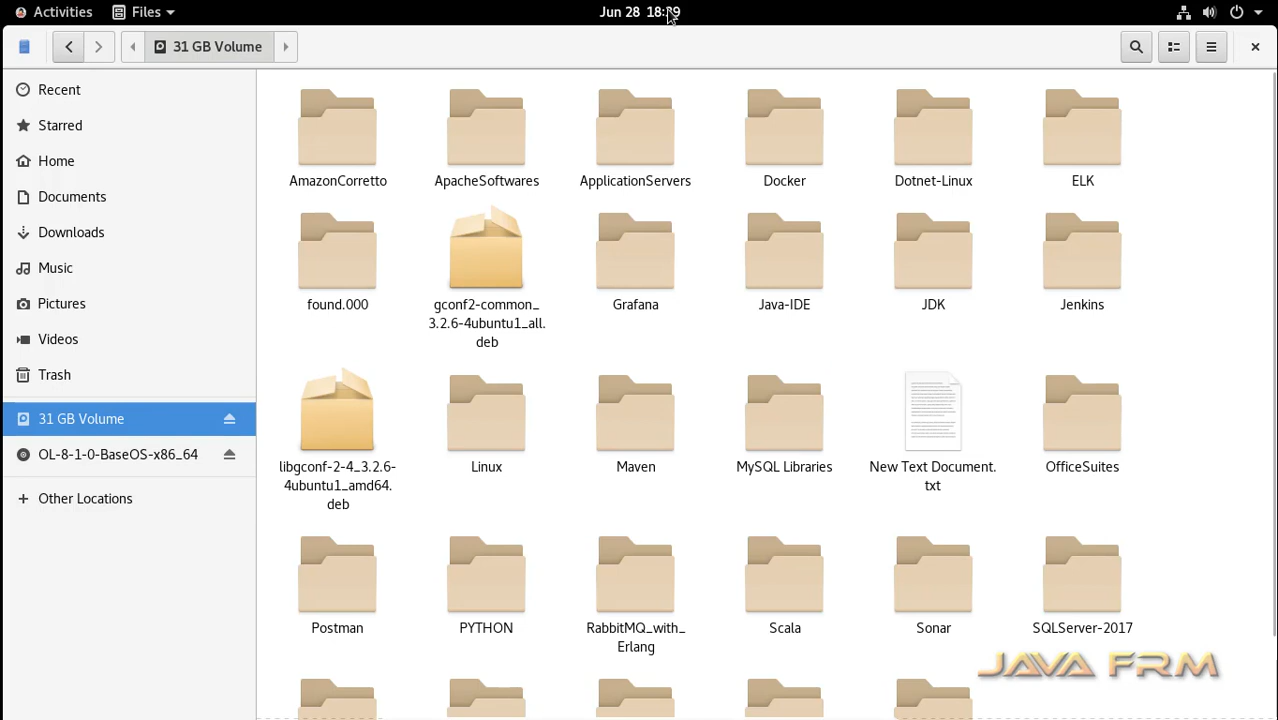 Activities Files Jun 28 18:
31 GB Volume
Recent
Starred
Home
Documents
Downloads
Music
Pictures
Videos
Trash
31 GB Volume
OL-8-1-0-BaseOS-x86_64
Other Locations
AmazonCorretto ApacheSoftwares ApplicationServers Docker Dotnet-Linux ELK
found.000 gconf2-common_ Grafana Java-IDE JDK Jenkins
3.2.6-4ubuntu1_all.
deb
libgconf-2-4_3.2.6- Linux Maven MySQL Libraries New Text Document. OfficeSuites
4ubuntu1_amd64. txt
deb
Postman PYTHON RabbitMQ_with_ Scala Sonar SQLServer-2017
Erlang
JAVA FRM